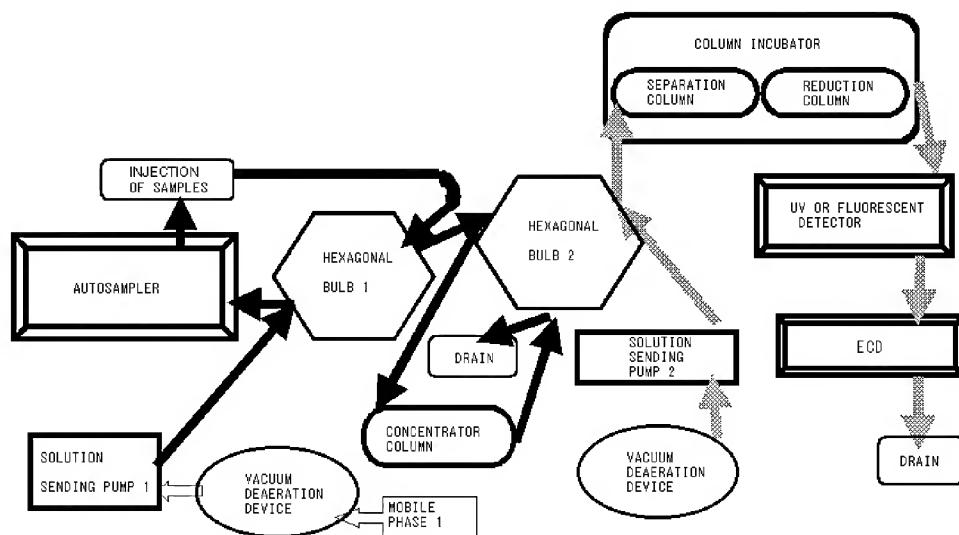 COLUMN INCUBATOR
SEPARATION
COLUMN
REDUCTION
COLUMN
INJECTION
OF SAMPLES
UV OR FLUORESCENT
DETECTOR
HEXAGONAL
BULB 1
HEXAGONAL
BULB 2
AUTOSAMPLER
DRAIN
SOLUTION
SENDING
PUMP 2
ECD
CONCENTRATOR
COLUMN
SOLUTION
SENDING PUMP 1
VACUUM
DEAERATION
DEVICE
MOBILE
PHASE 1
VACUUM
DEAERATION
DEVICE
DRAIN